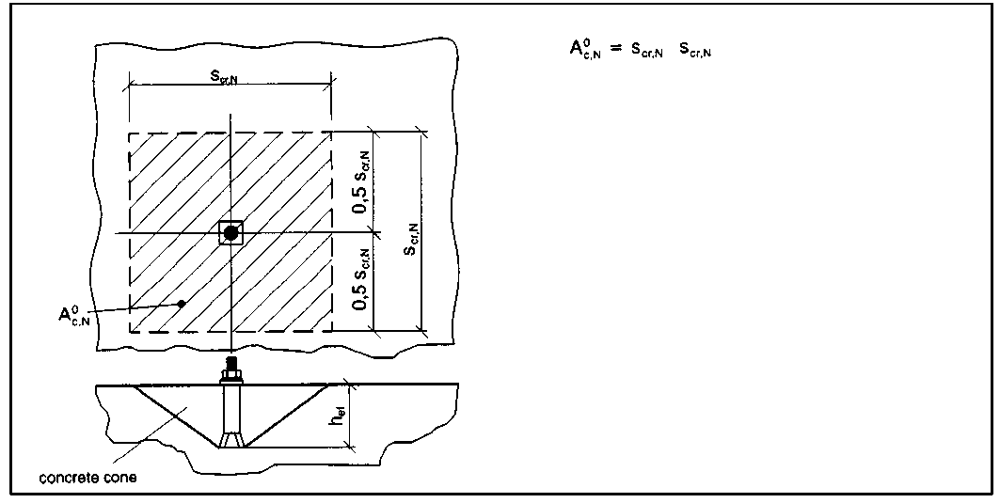 A⁰c,N = scr,N scr,N
scr,N
0,5 scr,N
scr,N
0,5 scr,N
A⁰c,N
hef
concrete cone